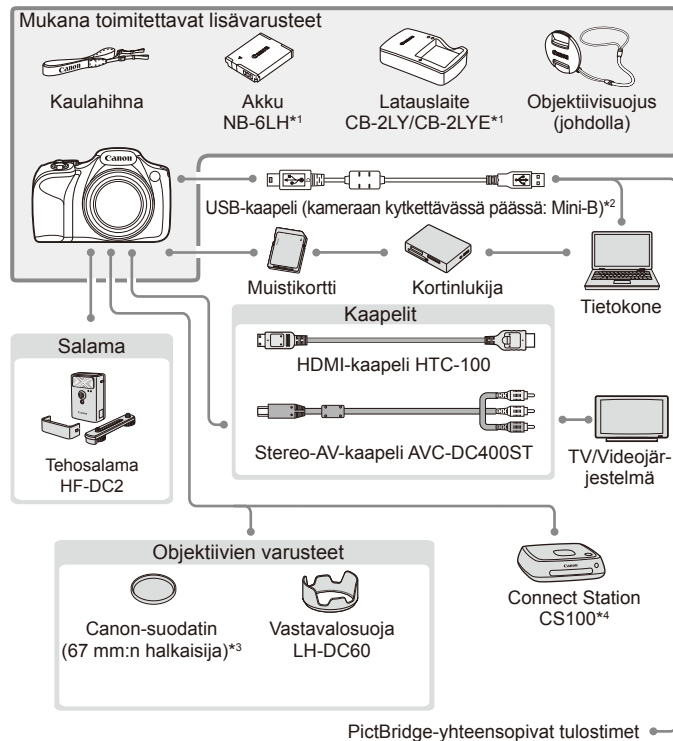 Mukana toimitettavat lisävarusteet
Canon
Kaulahihna
Akku
NB-6LH*1
Latauslaite
CB-2LY/CB-2LYE*1
Objektiivisuojus
(johdolla)
Canon
USB-kaapeli (kameraan kytkettävässä päässä: Mini-B)*2
Muistikortti
Kortinlukija
Tietokone
Salama
Tehosalama
HF-DC2
Kaapelit
HDMI-kaapeli HTC-100
Stereo-AV-kaapeli AVC-DC400ST
TV/Videojär-
jestelmä
Objektiivien varusteet
Canon-suodatin
(67 mm:n halkaisija)*3
Vastavalosuoja
LH-DC60
Canon
Connect Station
CS100*4
PictBridge-yhteensopivat tulostimet